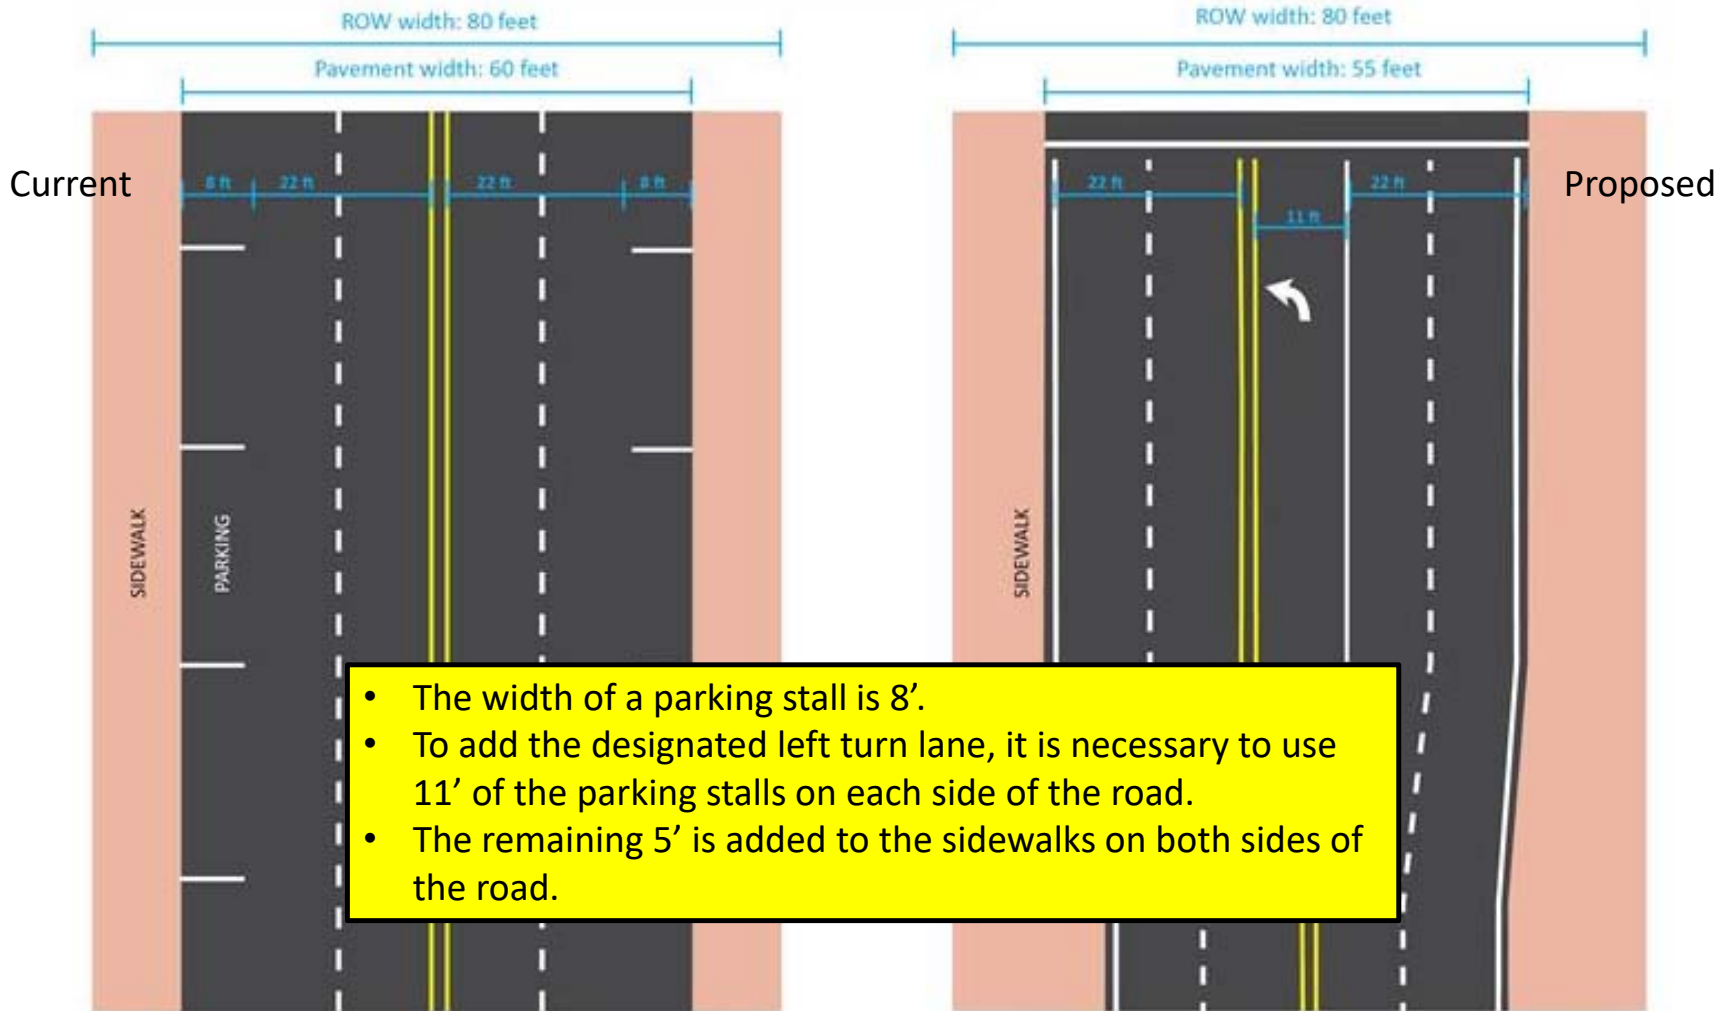 ROW width: 80 feet
Pavement width: 60 feet
Current
8 ft 22 ft 22 ft 8 ft
SIDEWALK
PARKING
ROW width: 80 feet
Pavement width: 55 feet
Proposed
22 ft 22 ft
11 ft
SIDEWALK
• The width of a parking stall is 8’.
• To add the designated left turn lane, it is necessary to use
11’ of the parking stalls on each side of the road.
• The remaining 5’ is added to the sidewalks on both sides of
the road.